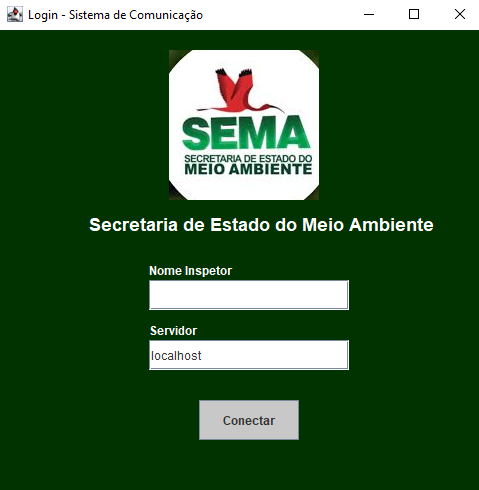 Login - Sistema de Comunicação
SEMA
SECRETARIA DE ESTADO DO
MEIO AMBIENTE
Secretaria de Estado do Meio Ambiente
Nome Inspetor
Servidor
localhost
Conectar